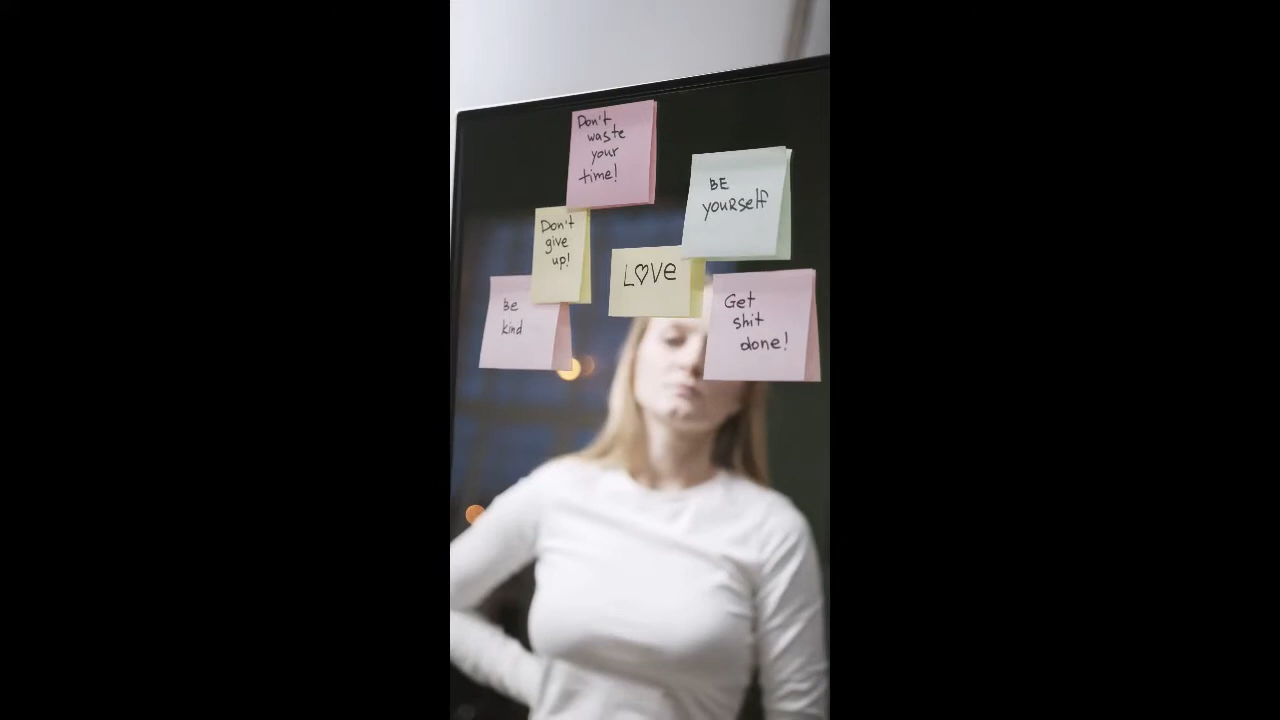 Don't
waste
your
time!
BE
yourself
Don't
give
up!
LOVE
Be
kind
Get
shit
done!